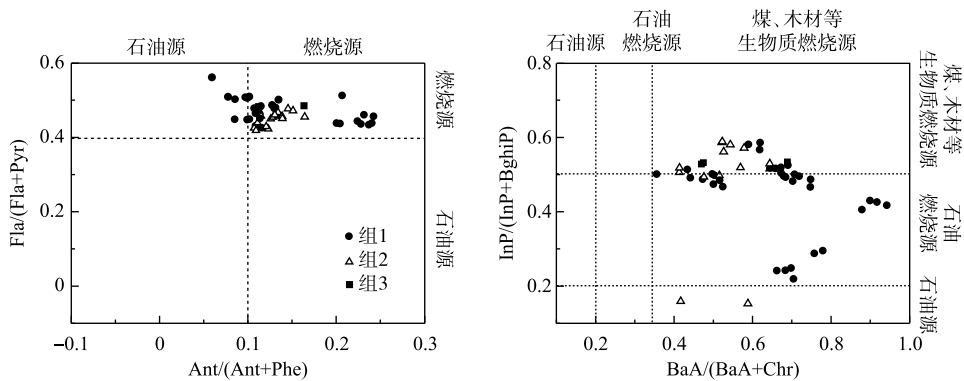 石油源 燃烧源
0.6
0.4
0.2
0
Fla/(Fla+Pyr)
燃烧源
石油源
组1
组2
组3
−0.1 0 0.1 0.2 0.3
Ant/(Ant+Phe)
石油源
石油
燃烧源
煤、木材等
生物质燃烧源
0.8
0.6
0.4
0.2
InP/(InP+BghiP)
煤、木材等
生物质燃烧源
石油
燃烧源
石油源
0.2 0.4 0.6 0.8 1.0
BaA/(BaA+Chr)